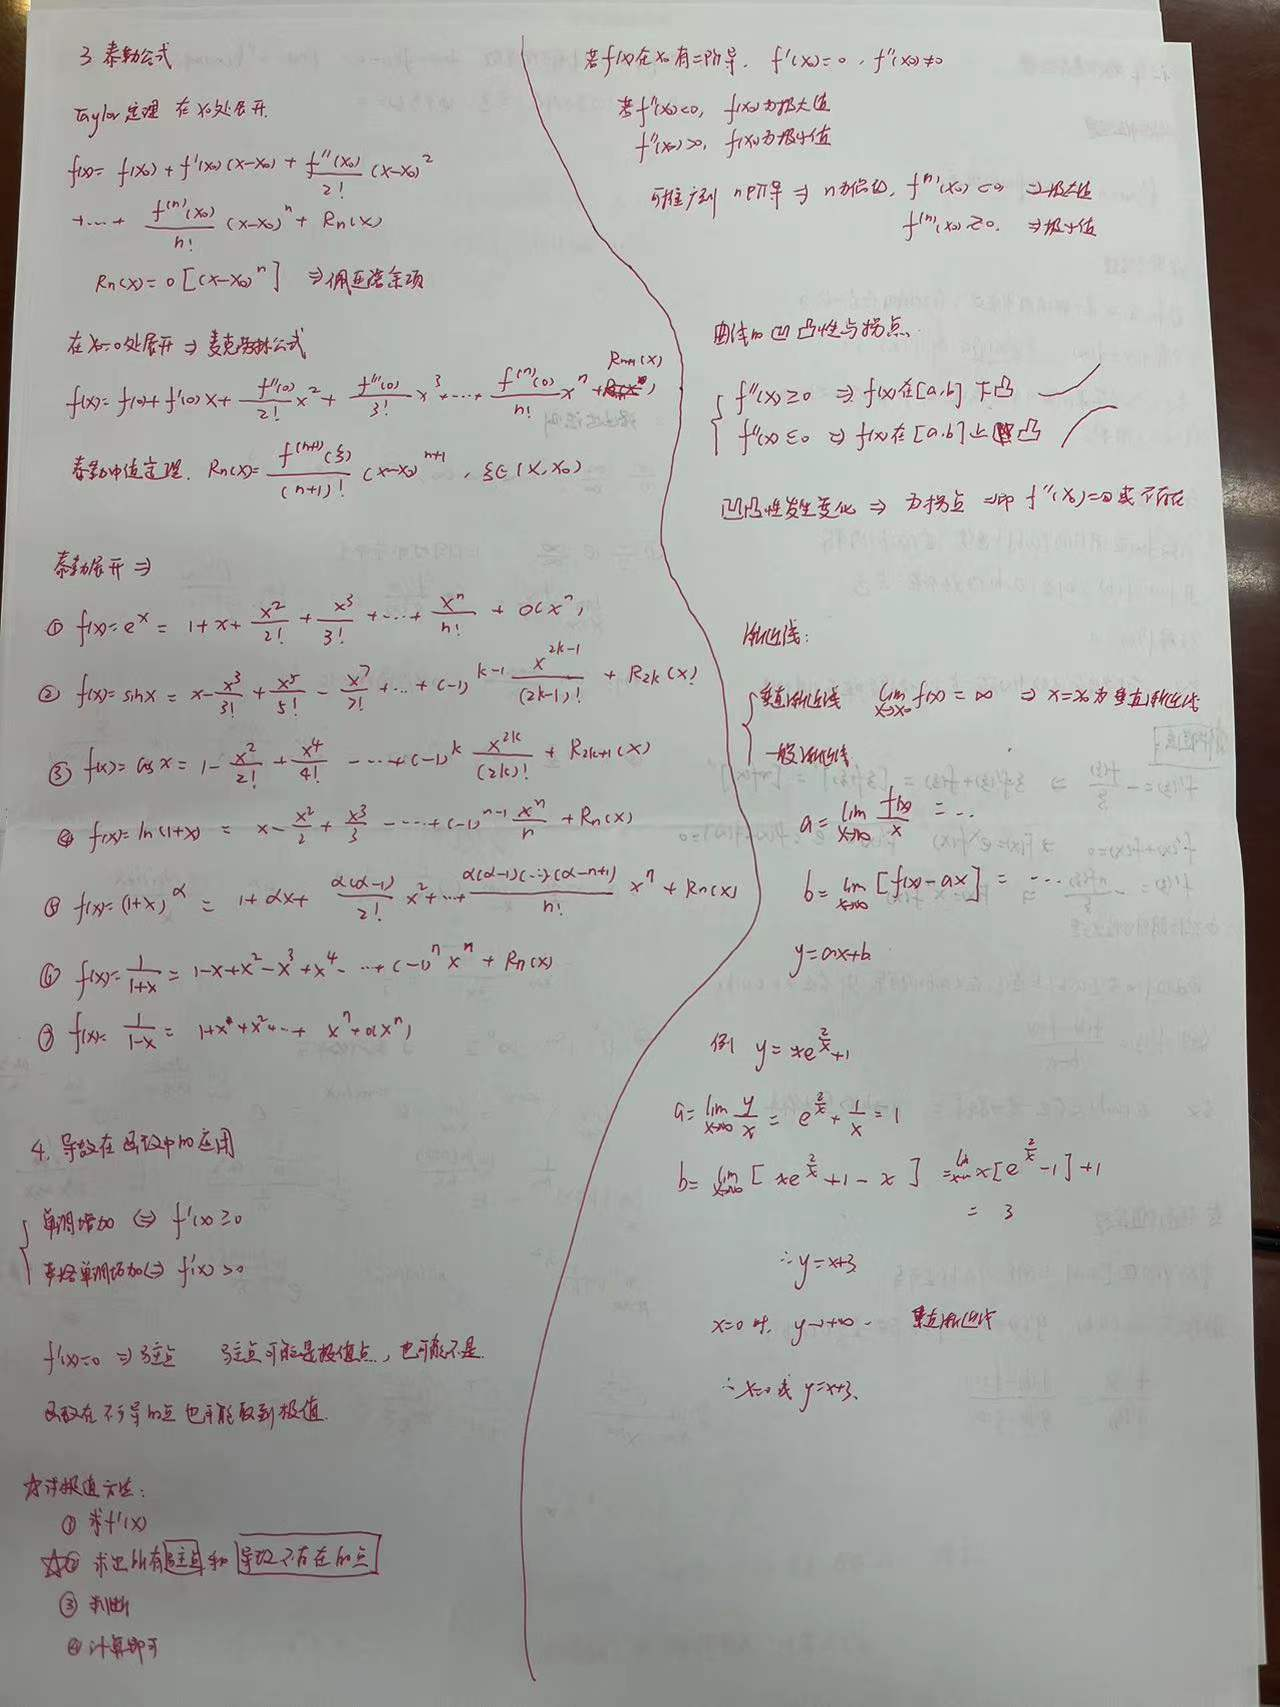 3 泰勒公式
Taylor定理 在x₀处展开.
f(x)= f(x₀)+f'(x₀)(x-x₀)+ f''(x₀)/2! (x-x₀)²
+…+ f⁽ⁿ⁾(x₀)/n! (x-x₀)ⁿ + Rn(x)
Rn(x)=o[(x-x₀)ⁿ] ⇒佩亚诺余项
在x₀=0处展开 ⇒ 麦克劳林公式
f(x)= f(0)+f'(0)x+ f''(0)/2! x²+ f'''(0)/3! x³+…+ f⁽ⁿ⁾(0)/n! xⁿ + Rn+1(x)
泰勒中值定理. Rn(x)= f⁽ⁿ⁺¹⁾(ξ)/(n+1)! (x-x₀)ⁿ⁺¹, ξ∈(x,x₀)
泰勒展开 ⇒
① f(x)=eˣ = 1+x+ x²/2! + x³/3! +…+ xⁿ/n! + o(xⁿ)
② f(x)=sinx = x- x³/3! + x⁵/5! - x⁷/7! +…+(-1)ᵏ⁻¹ x²ᵏ⁻¹/(2k-1)! + R2k(x)
③ f(x)=cosx = 1- x²/2! + x⁴/4! -…+(-1)ᵏ x²ᵏ/(2k)! + R2k+1(x)
④ f(x)=ln(1+x) = x- x²/2 + x³/3 -…+(-1)ⁿ⁻¹ xⁿ/n +Rn(x)
⑤ f(x)=(1+x)^α = 1+αx+ α(α-1)/2! x²+…+ α(α-1)(…)(α-n+1)/n! xⁿ+Rn(x)
⑥ f(x)= 1/(1+x) = 1-x+x²-x³+x⁴-…+(-1)ⁿxⁿ+Rn(x)
⑦ f(x)= 1/(1-x) = 1+x+x²+…+ xⁿ+o(xⁿ)
4. 导数在函数中的应用
单调增加 ⇔ f'(x)≥0
严格单调增加⇔ f'(x)>0
f'(x)=0 ⇒驻点 驻点可能是极值点, 也可能不是.
函数在不可导的点也可能取到极值.
☆求极值方法:
① 求f'(x)
☆② 求出所有驻点和导数不存在的点
③ 判断
④ 计算即可
若f(x)在x₀有二阶导. f'(x₀)=0, f''(x₀)≠0
若f''(x₀)<0, f(x₀)为极大值
f''(x₀)>0, f(x₀)为极小值
可推广到 n阶导⇒ n为偶数, f⁽ⁿ⁾(x₀)<0 ⇒极大值
f⁽ⁿ⁾(x₀)≥0. ⇒极小值
曲线的凹凸性与拐点.
f''(x)≥0 ⇒ f(x)在[a,b]下凸
f''(x)≤0 ⇒ f(x)在[a,b]上凸
凹凸性发生变化 ⇒ 为拐点 ⇒即 f''(x₀)=0或不存在
渐近线:
垂直渐近线 lim x→x₀ f(x)=∞ ⇒ x=x₀为垂直渐近线
一般渐近线
a= lim x→∞ f(x)/x =…
b= lim x→∞ [f(x)-ax] = …
y=ax+b
例 y= xe^(2/x)+1
a= lim x→∞ y/x = e^(2/x)+ 1/x =1
b= lim x→∞ [xe^(2/x)+1-x] = lim x→∞ x[e^(2/x)-1]+1
= 3
∴y=x+3
x=0时. y→+∞. 垂直渐近线
∴x=0或 y=x+3.